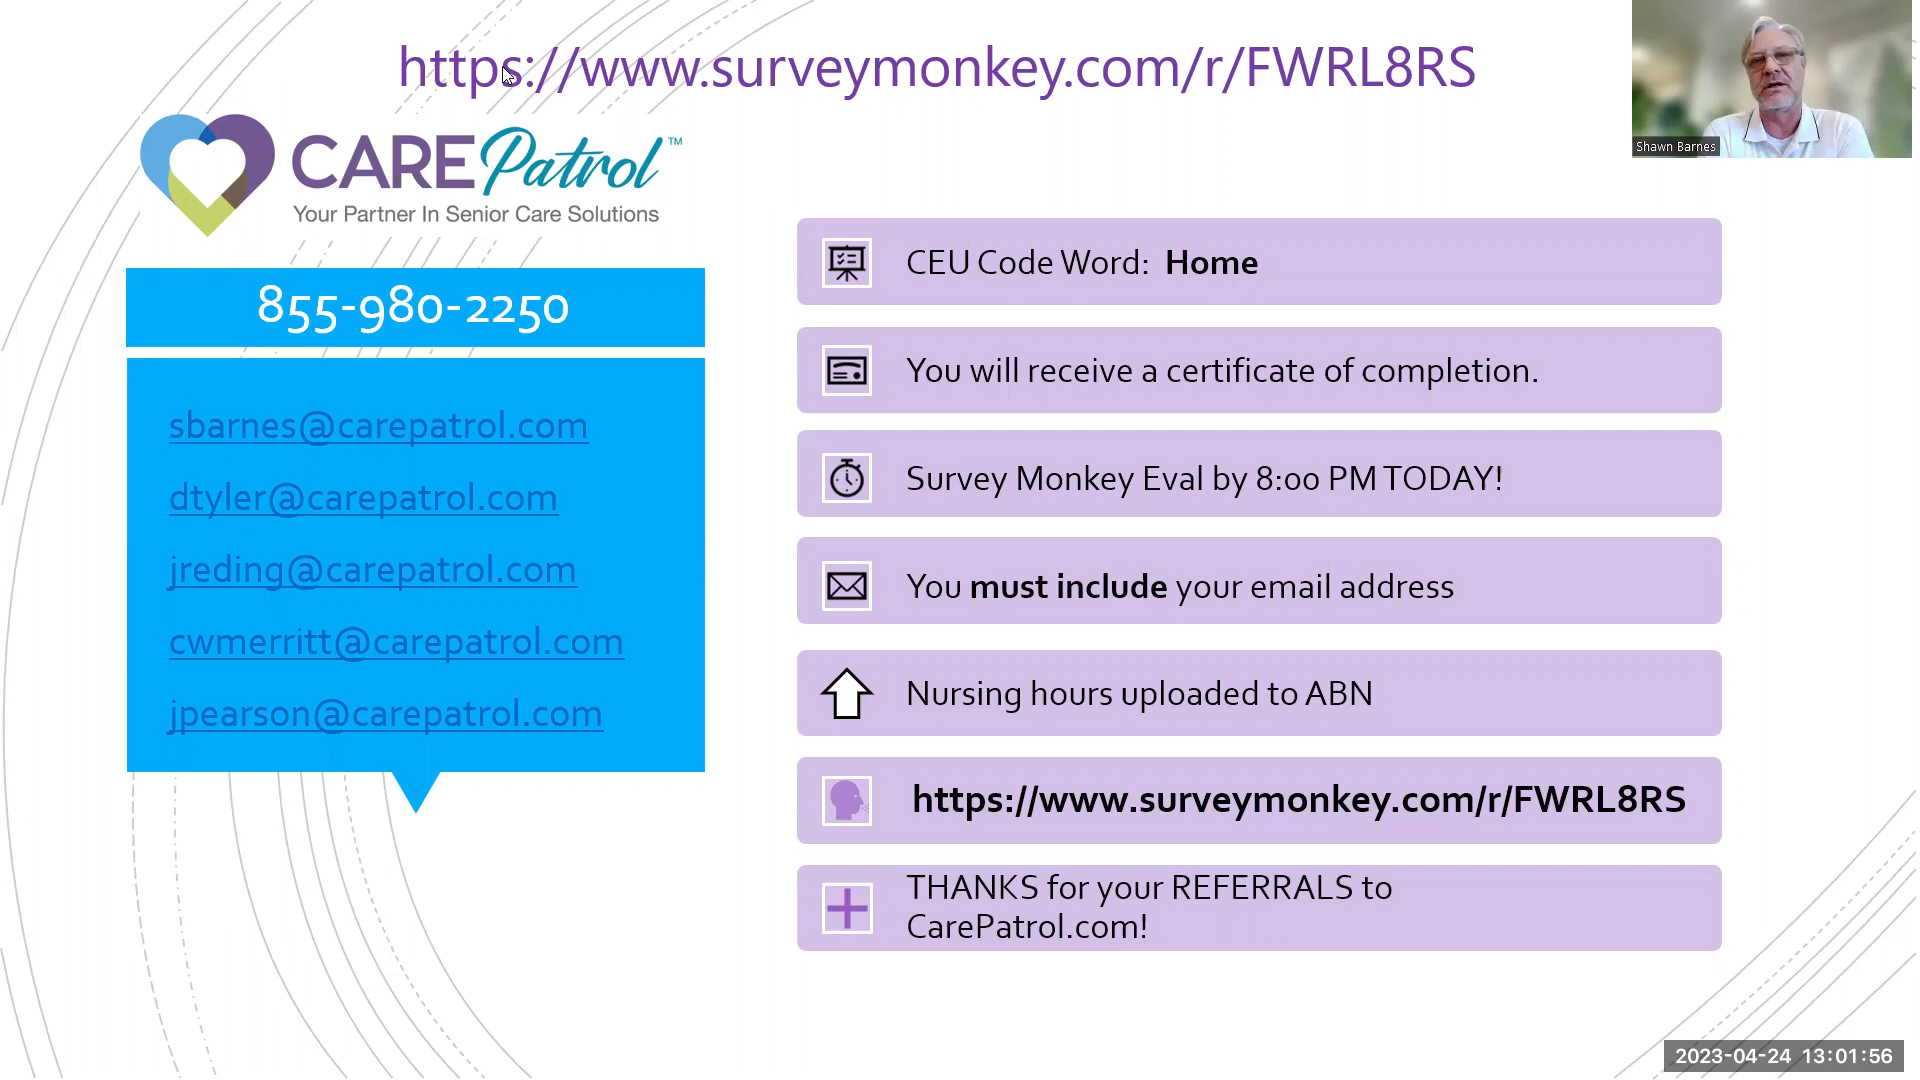 https://www.surveymonkey.com/r/FWRL8RS
Shawn Barnes
CAREPatrol™
Your Partner In Senior Care Solutions
855-980-2250
sbarnes@carepatrol.com
dtyler@carepatrol.com
jreding@carepatrol.com
cwmerritt@carepatrol.com
jpearson@carepatrol.com
CEU Code Word: Home
You will receive a certificate of completion.
Survey Monkey Eval by 8:00 PM TODAY!
You must include your email address
Nursing hours uploaded to ABN
https://www.surveymonkey.com/r/FWRL8RS
THANKS for your REFERRALS to
CarePatrol.com!
2023-04-24 13:01:56